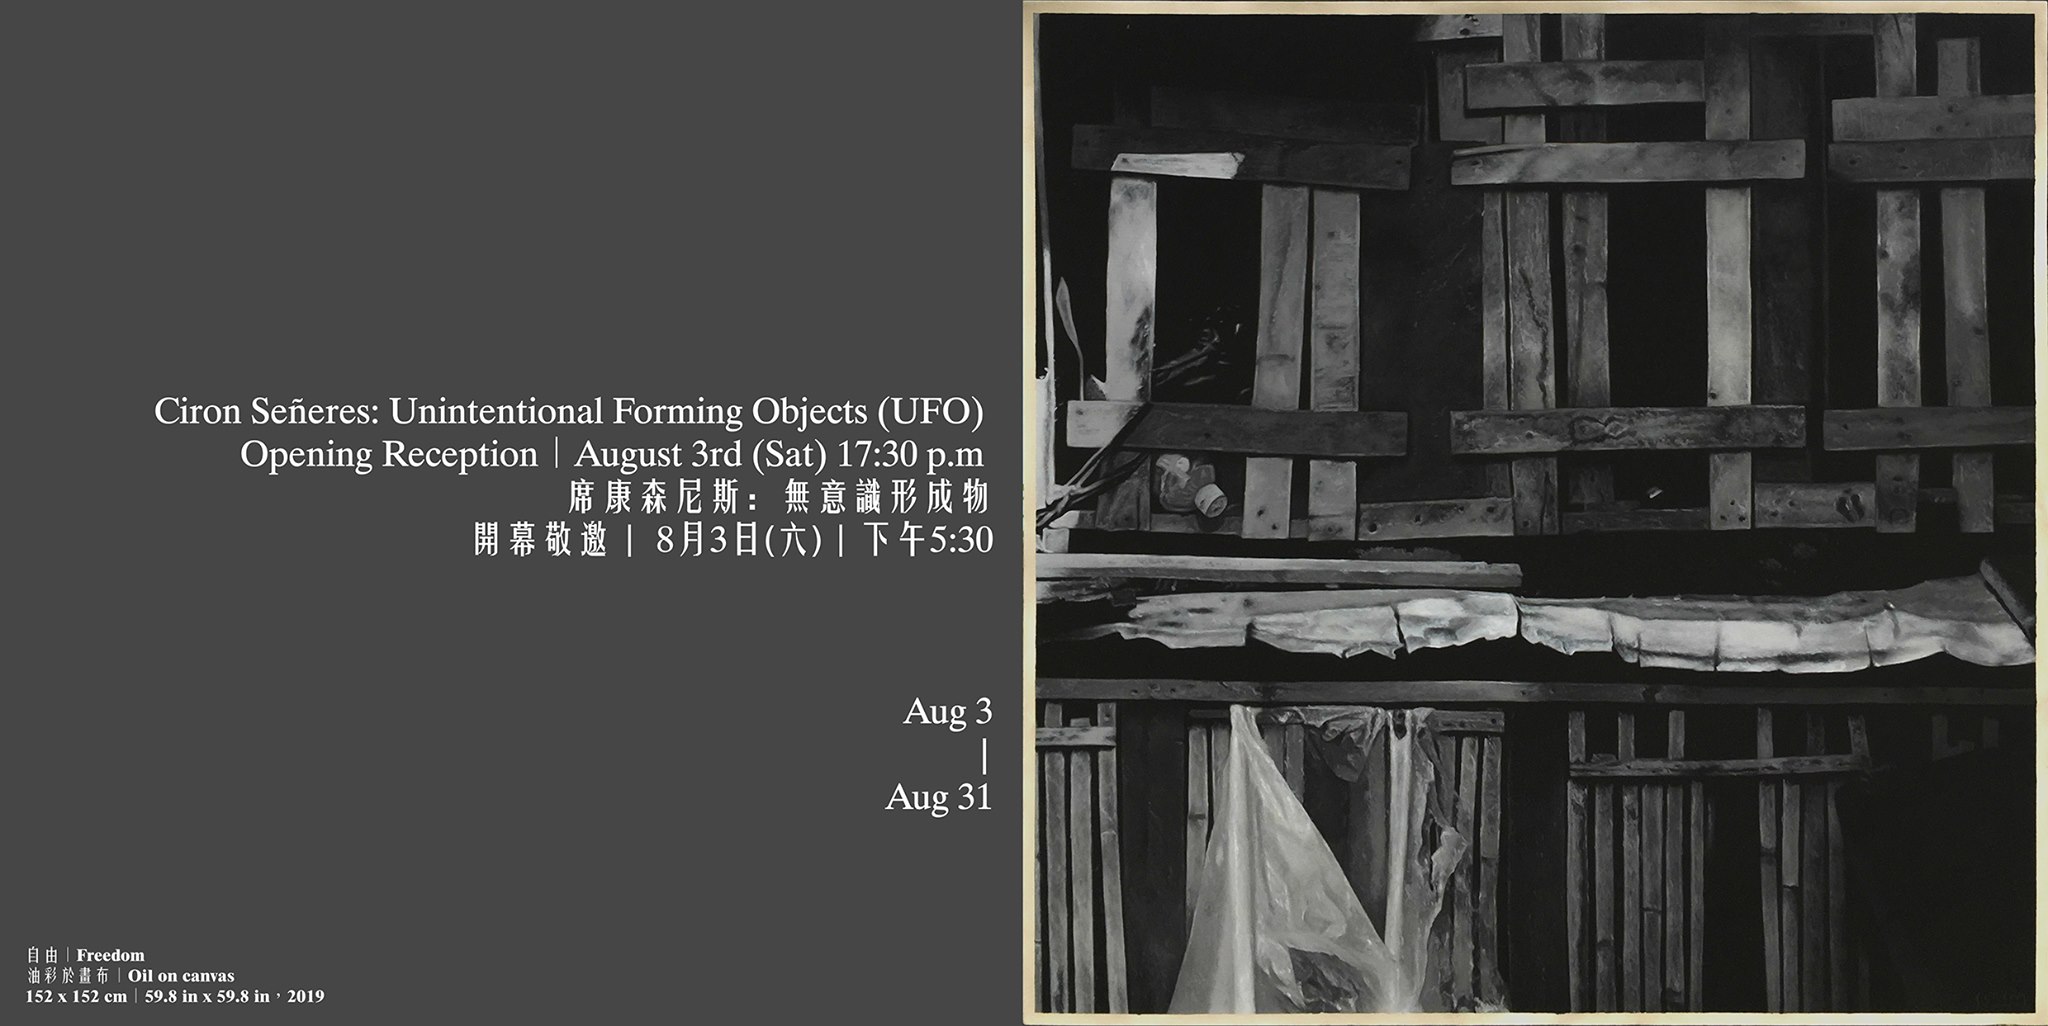 Ciron Señeres: Unintentional Forming Objects (UFO)
Opening Reception｜August 3rd (Sat) 17:30 p.m
席康森尼斯：無意識形成物
開幕敬邀｜8月3日(六)｜下午5:30
Aug 3
|
Aug 31
自由｜Freedom
油彩於畫布｜Oil on canvas
152 x 152 cm｜59.8 in x 59.8 in，2019